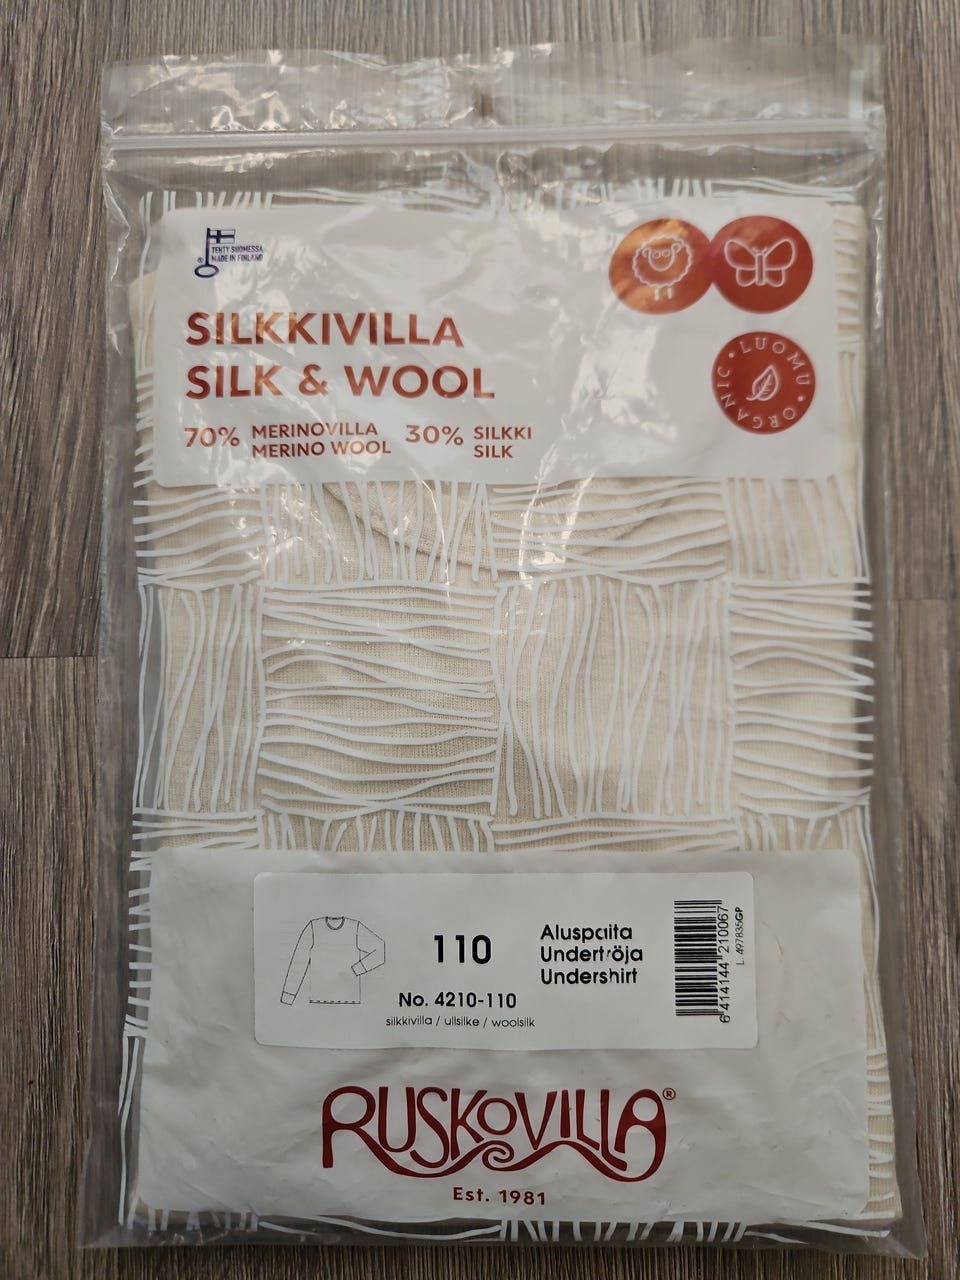 TEHTY SUOMESSA
MADE IN FINLAND
®
SILKKIVILLA
SILK & WOOL
70% MERINOVILLA
MERINO WOOL
30% SILKKI
SILK
LUOMU • ORGANIC •
110
No. 4210-110
silkkivilla / ullsilke / woolsilk
Aluspaita
Undertröja
Undershirt
6 414144 210067
L. 497835GP
RUSKOVILLA®
Est. 1981